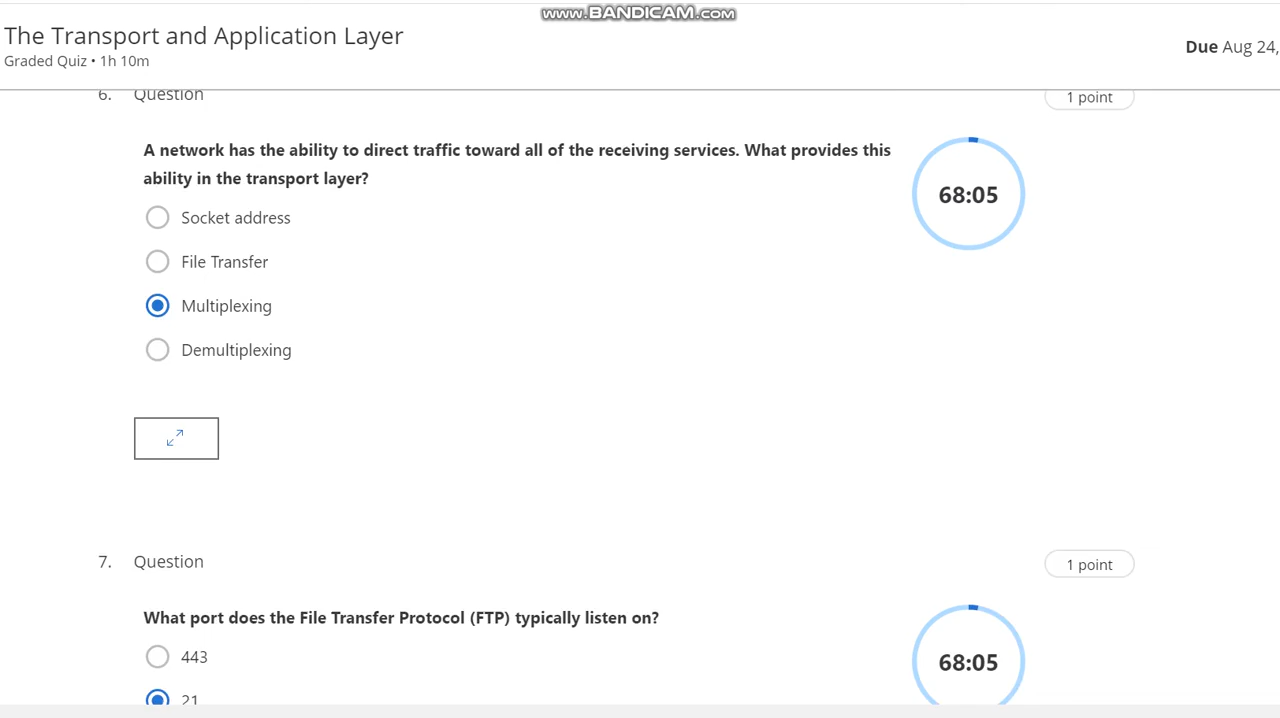 www.BANDICAM.com
The Transport and Application Layer
Graded Quiz • 1h 10m
Due Aug 24,
6. Question
1 point
A network has the ability to direct traffic toward all of the receiving services. What provides this
ability in the transport layer?
68:05
Socket address
File Transfer
Multiplexing
Demultiplexing
7. Question
1 point
What port does the File Transfer Protocol (FTP) typically listen on?
443
68:05
21